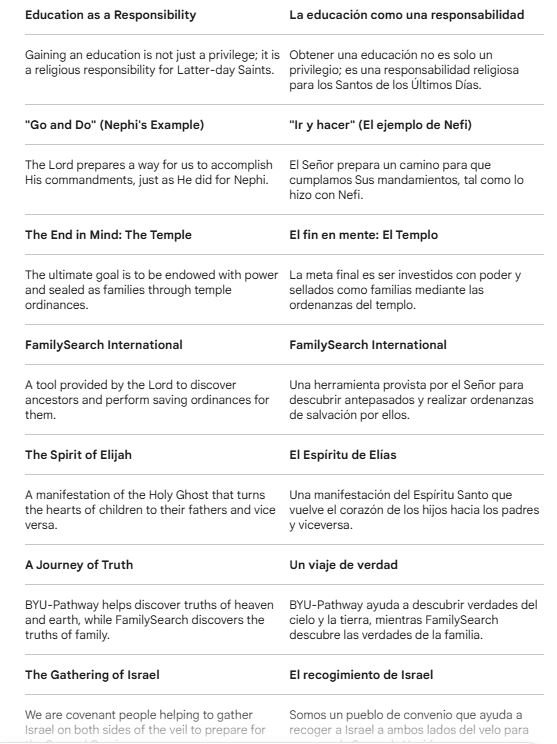 Education as a Responsibility
La educación como una responsabilidad
Gaining an education is not just a privilege; it is
a religious responsibility for Latter-day Saints.
Obtener una educación no es solo un
privilegio; es una responsabilidad religiosa
para los Santos de los Últimos Días.
"Go and Do" (Nephi's Example)
"Ir y hacer" (El ejemplo de Nefi)
The Lord prepares a way for us to accomplish
His commandments, just as He did for Nephi.
El Señor prepara un camino para que
cumplamos Sus mandamientos, tal como lo
hizo con Nefi.
The End in Mind: The Temple
El fin en mente: El Templo
The ultimate goal is to be endowed with power
and sealed as families through temple
ordinances.
La meta final es ser investidos con poder y
sellados como familias mediante las
ordenanzas del templo.
FamilySearch International
FamilySearch International
A tool provided by the Lord to discover
ancestors and perform saving ordinances for
them.
Una herramienta provista por el Señor para
descubrir antepasados y realizar ordenanzas
de salvación por ellos.
The Spirit of Elijah
El Espíritu de Elías
A manifestation of the Holy Ghost that turns
the hearts of children to their fathers and vice
versa.
Una manifestación del Espíritu Santo que
vuelve el corazón de los hijos hacia los padres
y viceversa.
A Journey of Truth
Un viaje de verdad
BYU-Pathway helps discover truths of heaven
and earth, while FamilySearch discovers the
truths of family.
BYU-Pathway ayuda a descubrir verdades del
cielo y la tierra, mientras FamilySearch
descubre las verdades de la familia.
The Gathering of Israel
El recogimiento de Israel
We are covenant people helping to gather
Israel on both sides of the veil to prepare for
Somos un pueblo de convenio que ayuda a
recoger a Israel a ambos lados del velo para